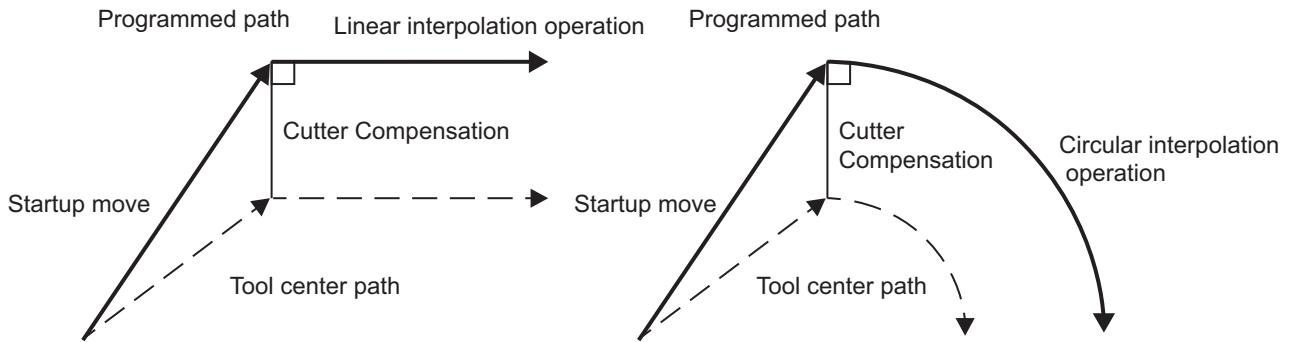 Programmed path
Linear interpolation operation
Cutter Compensation
Startup move
Tool center path
Programmed path
Cutter
Compensation
Circular interpolation
operation
Startup move
Tool center path